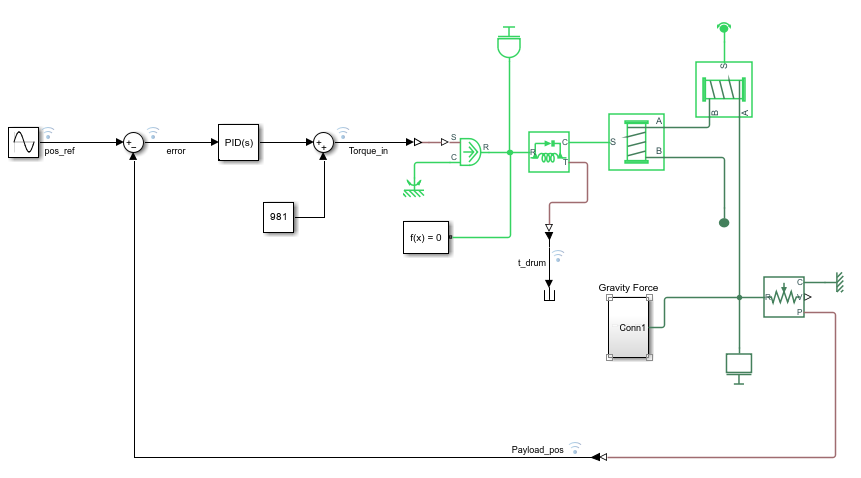 S
B
A
A
S
B
S
C
R
R
C
T
pos_ref
error
PID(s)
Torque_in
981
f(x) = 0
t_drum
Gravity Force
Conn1
R
C
V
P
Payload_pos